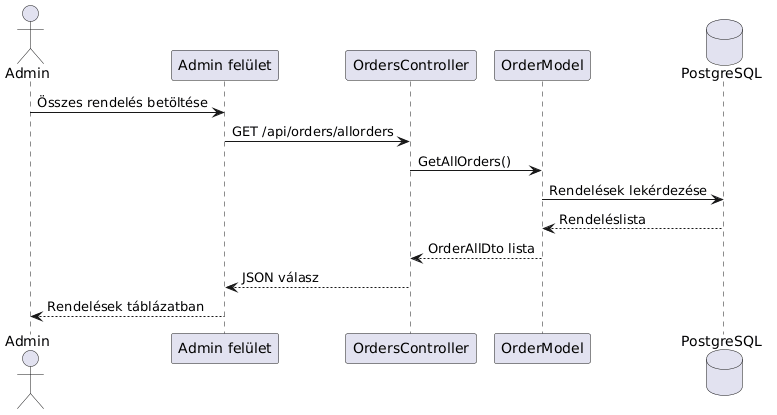 Admin
Admin felület
OrdersController
OrderModel
PostgreSQL
Összes rendelés betöltése
GET /api/orders/allorders
GetAllOrders()
Rendelések lekérdezése
Rendeléslista
OrderAllDto lista
JSON válasz
Rendelések táblázatban
Admin
Admin felület
OrdersController
OrderModel
PostgreSQL